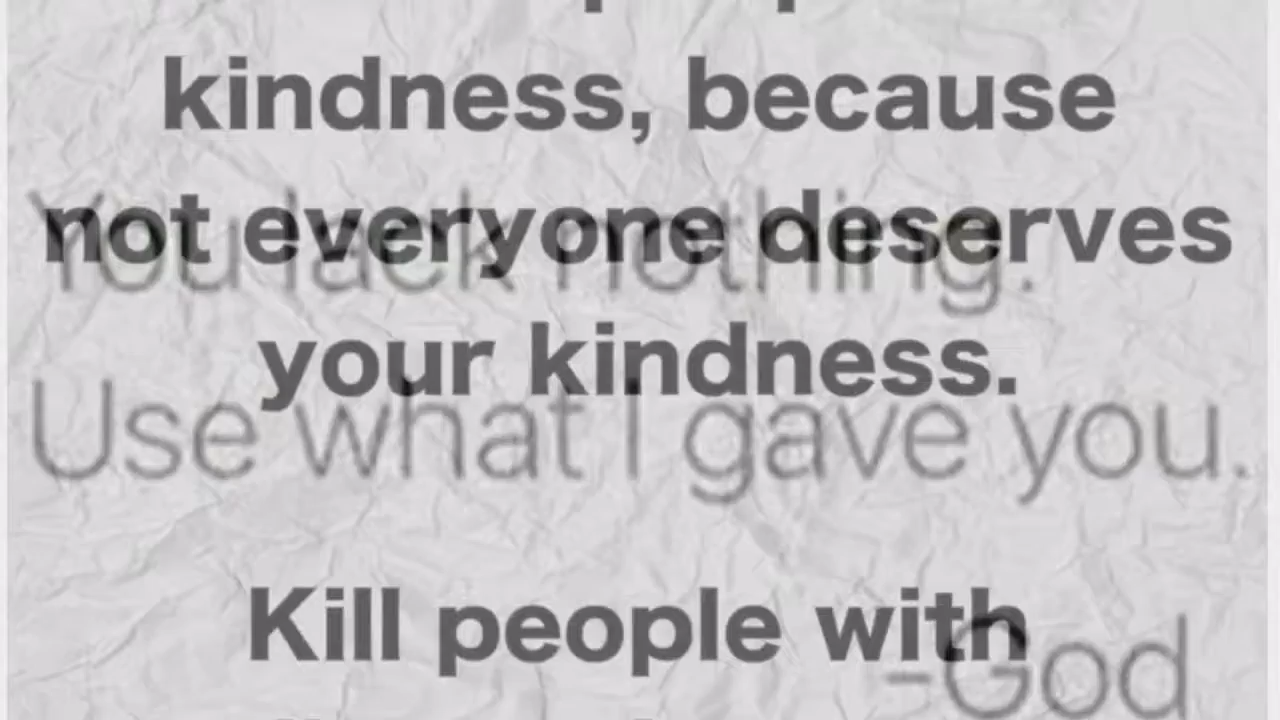 kindness, because
not everyone deserves
your kindness.
Kill people with
You lack nothing.
Use what I gave you.
-God